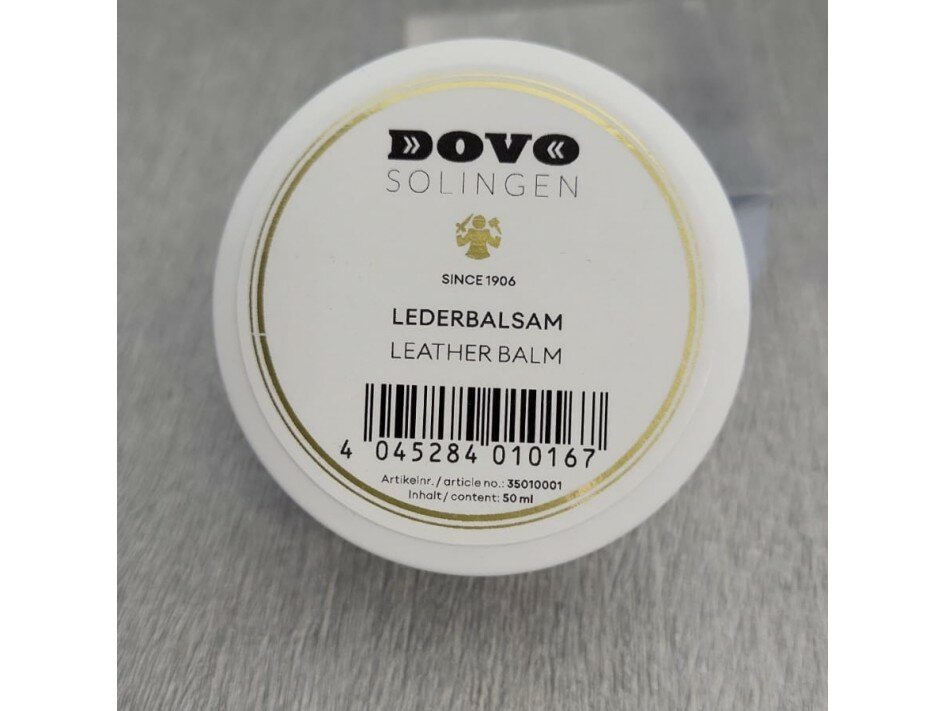 DOVO
SOLINGEN
SINCE 1906
LEDERBALSAM
LEATHER BALM
4 045284 010167
Artikelnr. / article no.: 35010001
Inhalt / content: 50 ml